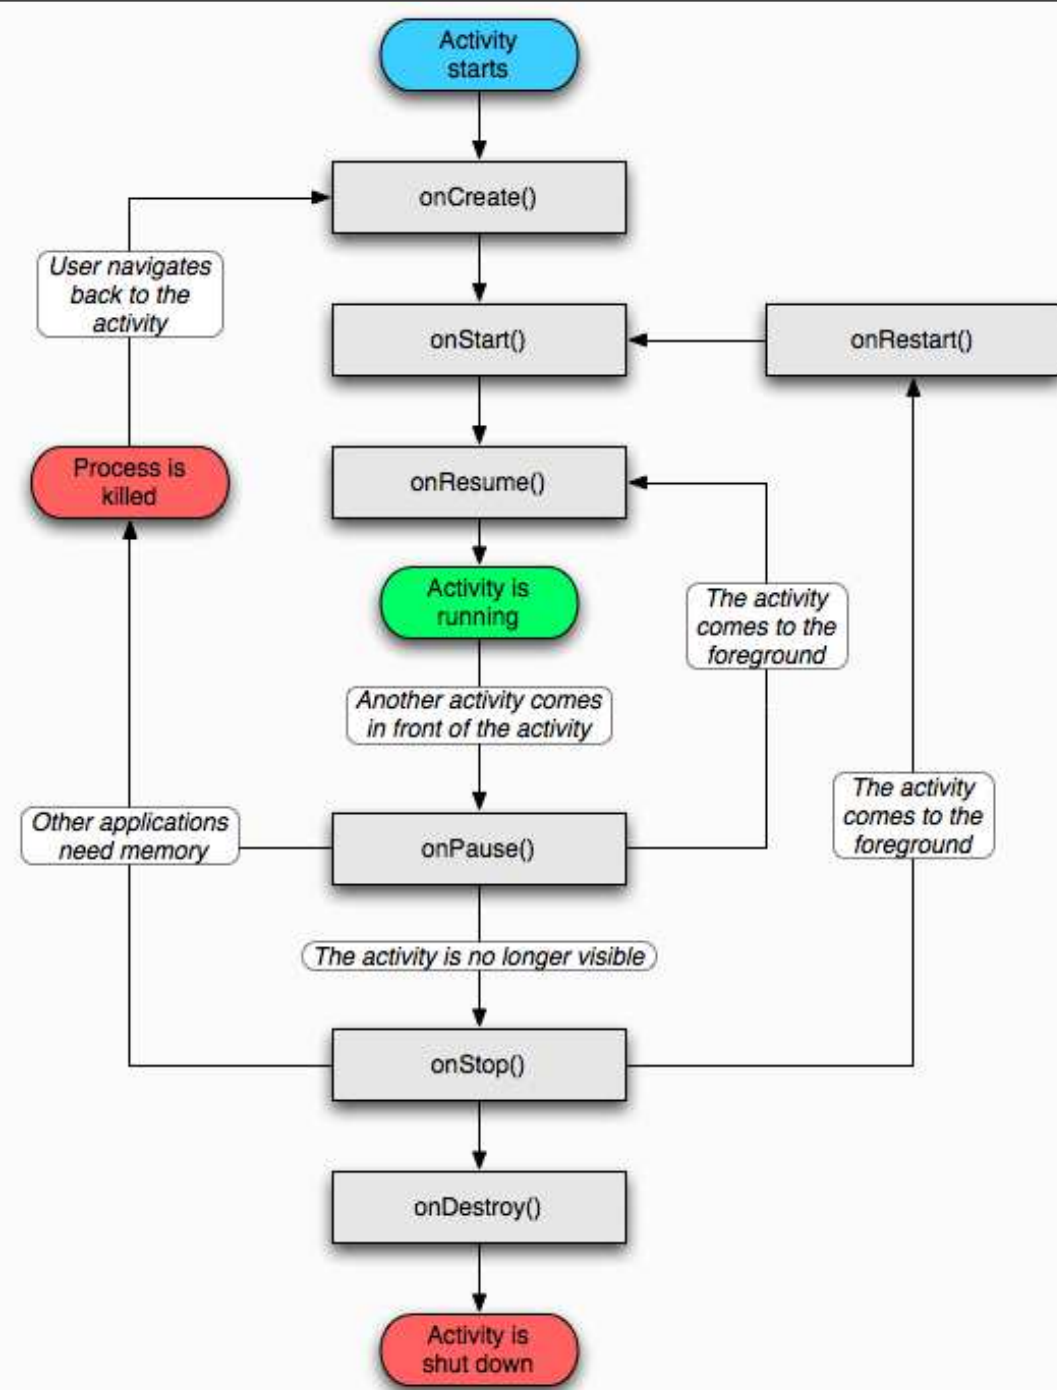 Activity
starts
onCreate()
User navigates
back to the
activity
onStart()
onRestart()
Process is
killed
onResume()
Activity is
running
The activity
comes to the
foreground
Another activity comes
in front of the activity
The activity
comes to the
foreground
Other applications
need memory
onPause()
The activity is no longer visible
onStop()
onDestroy()
Activity is
shut down